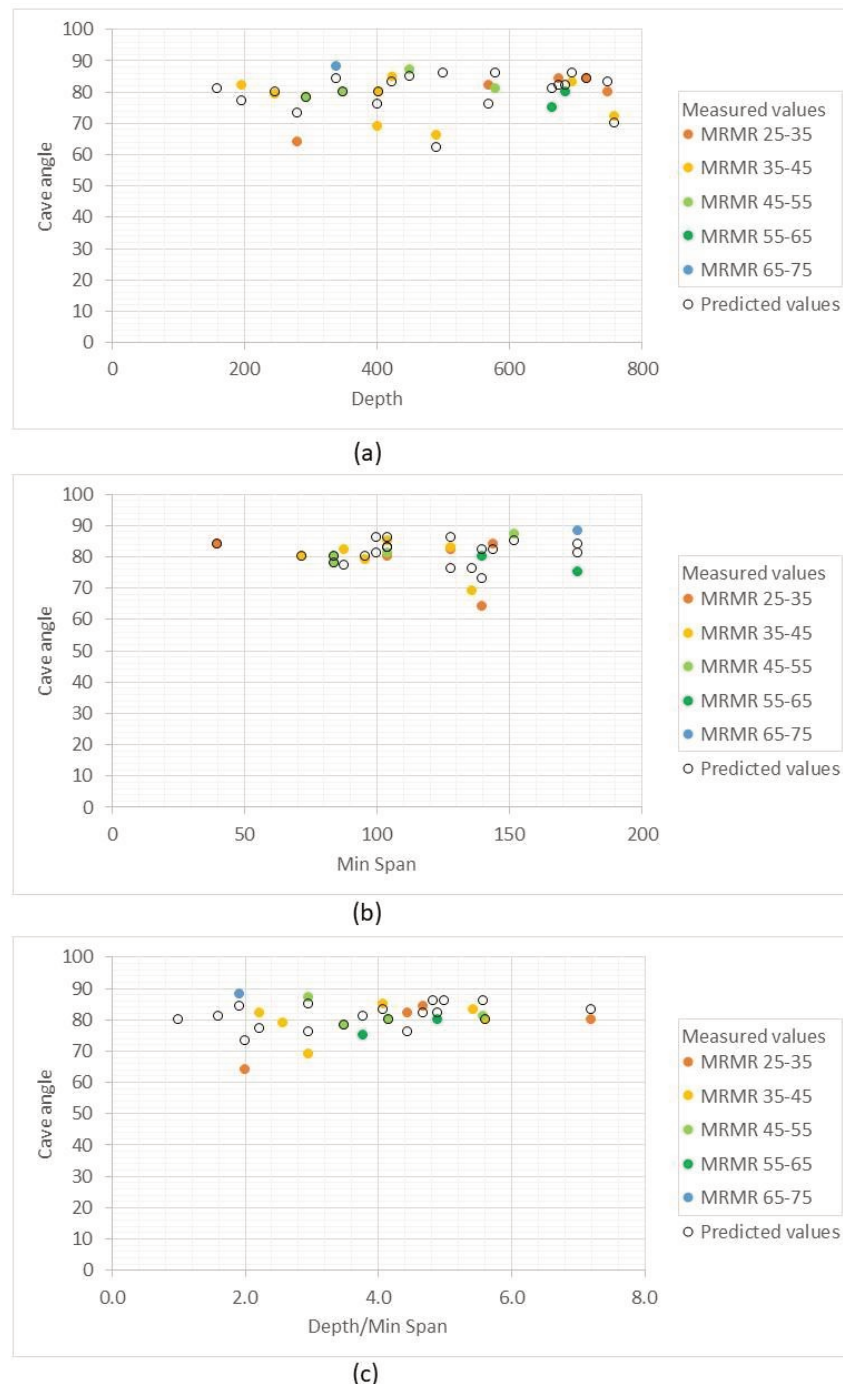 100
90
80
70
60
50
40
30
20
10
0
Cave angle
0 200 400 600 800
Depth
Measured values
MRMR 25-35
MRMR 35-45
MRMR 45-55
MRMR 55-65
MRMR 65-75
Predicted values
(a)
100
90
80
70
60
50
40
30
20
10
0
Cave angle
0 50 100 150 200
Min Span
Measured values
MRMR 25-35
MRMR 35-45
MRMR 45-55
MRMR 55-65
MRMR 65-75
Predicted values
(b)
100
90
80
70
60
50
40
30
20
10
0
Cave angle
0.0 2.0 4.0 6.0 8.0
Depth/Min Span
Measured values
MRMR 25-35
MRMR 35-45
MRMR 45-55
MRMR 55-65
MRMR 65-75
Predicted values
(c)